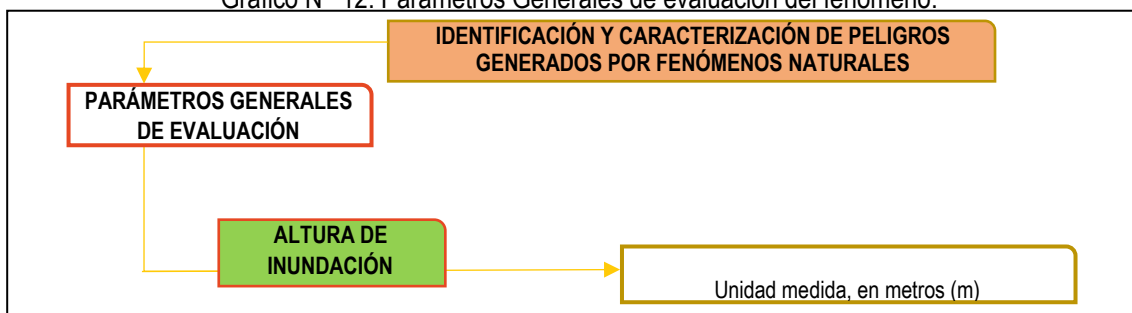 Gráfico N° 12. Parámetros Generales de evaluación del fenómeno.
IDENTIFICACIÓN Y CARACTERIZACIÓN DE PELIGROS
GENERADOS POR FENÓMENOS NATURALES
PARÁMETROS GENERALES
DE EVALUACIÓN
ALTURA DE
INUNDACIÓN
Unidad medida, en metros (m)